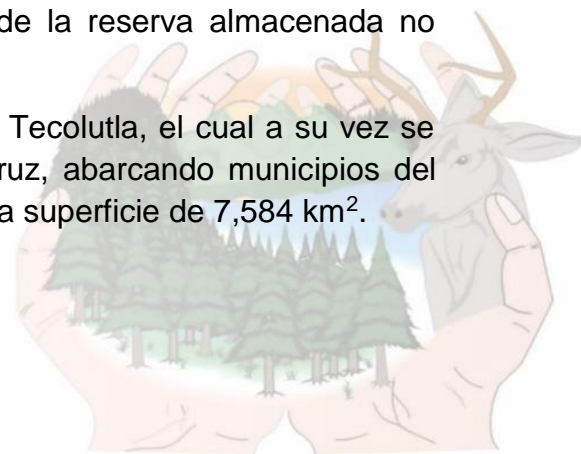 de la reserva almacenada no
Tecolutla, el cual a su vez se
ruz, abarcando municipios del
a superficie de 7,584 km².